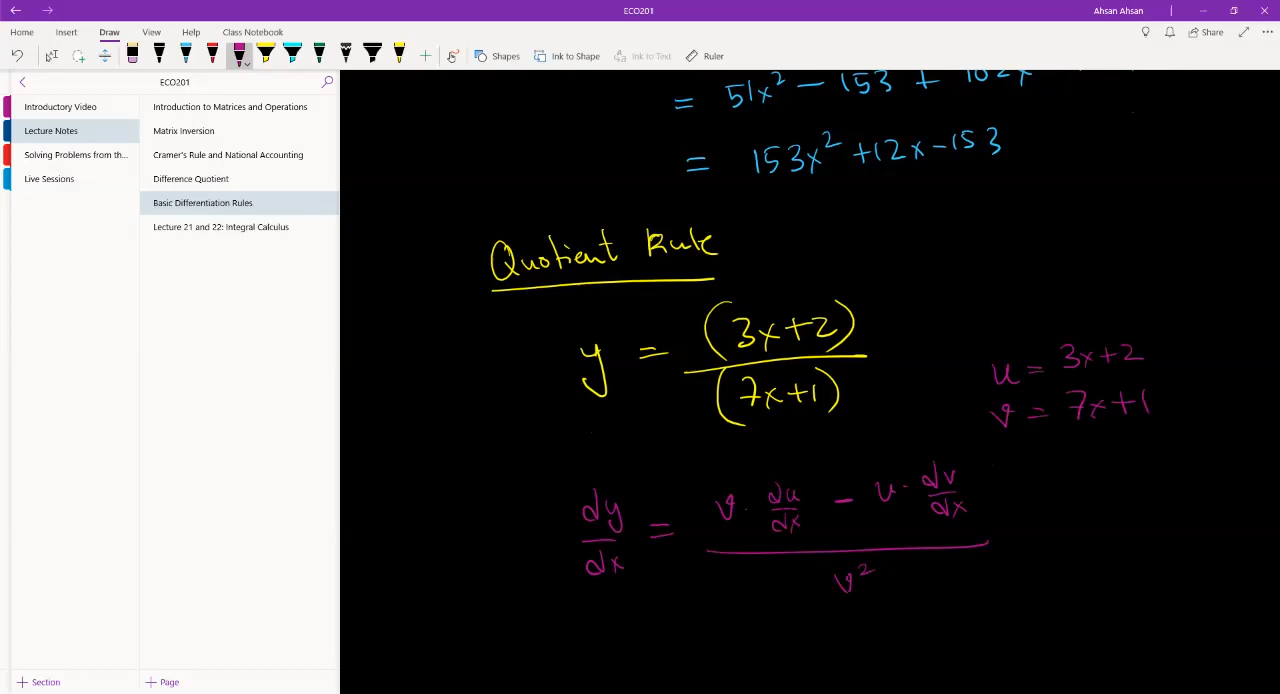 ECO201
Ahsan Ahsan
Home Insert Draw View Help Class Notebook
Share
Shapes Ink to Shape Ink to Text Ruler
ECO201
Introductory Video
Lecture Notes
Solving Problems from th...
Live Sessions
Introduction to Matrices and Operations
Matrix Inversion
Cramer's Rule and National Accounting
Difference Quotient
Basic Differentiation Rules
Lecture 21 and 22: Integral Calculus
+ Section
+ Page
= 51x² − 153 + 102x
= 153x² + 12x − 153
Quotient Rule
y = (3x+2) / (7x+1)
u = 3x+2
v = 7x+1
dy/dx = (v · du/dx − u · dv/dx) / v²